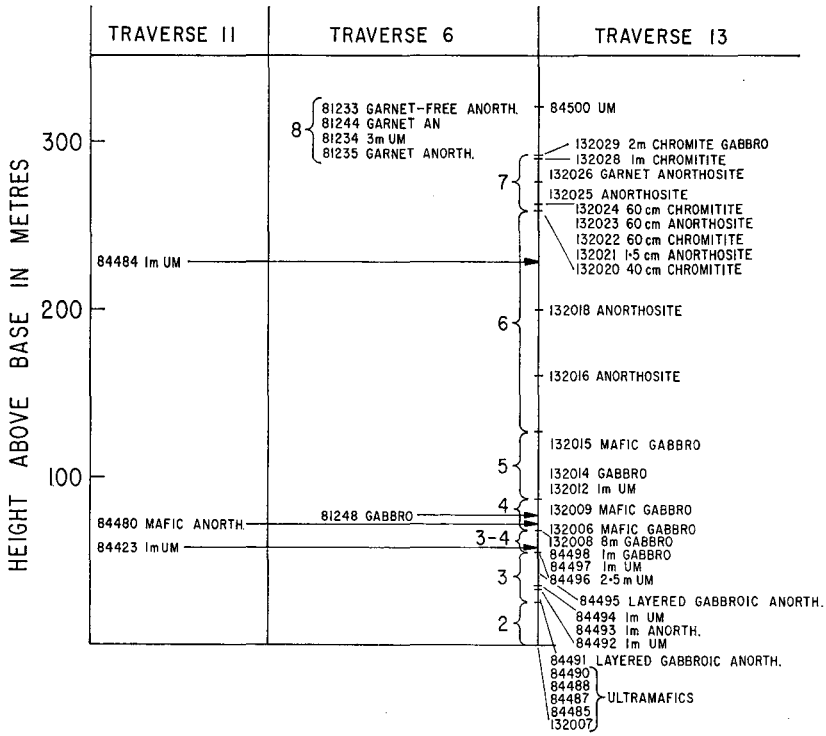 TRAVERSE 11
TRAVERSE 6
TRAVERSE 13
HEIGHT ABOVE BASE IN METRES
300
200
100
84484 1m UM
84480 MAFIC ANORTH.
84423 1m UM
8
81233 GARNET-FREE ANORTH.
81244 GARNET AN
81234 3m UM
81235 GARNET ANORTH.
81248 GABBRO
7
6
5
4
3-4
3
2
84500 UM
132029 2m CHROMITE GABBRO
132028 1m CHROMITITE
132026 GARNET ANORTHOSITE
132025 ANORTHOSITE
132024 60 cm CHROMITITE
132023 60 cm ANORTHOSITE
132022 60 cm CHROMITITE
132021 1·5 cm ANORTHOSITE
132020 40 cm CHROMITITE
132018 ANORTHOSITE
132016 ANORTHOSITE
132015 MAFIC GABBRO
132014 GABBRO
132012 1m UM
132009 MAFIC GABBRO
132006 MAFIC GABBRO
132008 8m GABBRO
84498 1m GABBRO
84497 1m UM
84496 2·5 m UM
84495 LAYERED GABBROIC ANORTH.
84494 1m UM
84493 1m ANORTH.
84492 1m UM
84491 LAYERED GABBROIC ANORTH.
84490
84488
84487
84485
132007
ULTRAMAFICS